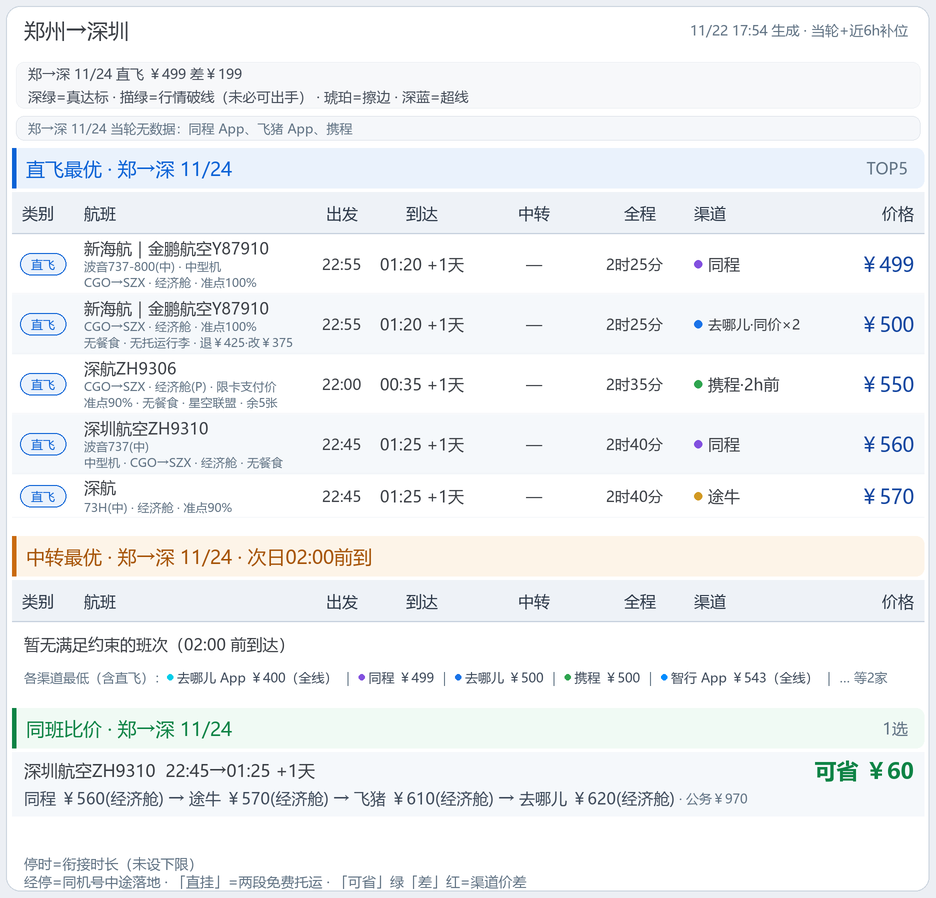 郑州→深圳
11/22 17:54 生成 · 当轮+近6h补位
郑→深 11/24 直飞 ￥499 差￥199
深绿=真达标 · 描绿=行情破线（未必可出手） · 琥珀=擦边 · 深蓝=超线
郑→深 11/24 当轮无数据：同程 App、飞猪 App、携程
直飞最优 · 郑→深 11/24 TOP5
类别 航班 出发 到达 中转 全程 渠道 价格
新海航｜金鹏航空Y87910
直飞 波音737-800(中) · 中型机 22:55 01:20 +1天 — 2时25分 同程 ￥499
CGO→SZX · 经济舱 · 准点100%
新海航｜金鹏航空Y87910
直飞 CGO→SZX · 经济舱 · 准点100% 22:55 01:20 +1天 — 2时25分 去哪儿·同价×2 ￥500
无餐食 · 无托运行李 · 退￥425·改￥375
深航ZH9306
直飞 CGO→SZX · 经济舱(P) · 限卡支付价 22:00 00:35 +1天 — 2时35分 携程·2h前 ￥550
准点90% · 无餐食 · 星空联盟 · 余5张
深圳航空ZH9310
直飞 波音737(中) 22:45 01:25 +1天 — 2时40分 同程 ￥560
中型机 · CGO→SZX · 经济舱 · 无餐食
深航
直飞 73H(中) · 经济舱 · 准点90% 22:45 01:25 +1天 — 2时40分 途牛 ￥570
中转最优 · 郑→深 11/24 · 次日02:00前到
类别 航班 出发 到达 中转 全程 渠道 价格
暂无满足约束的班次（02:00 前到达）
各渠道最低（含直飞）: 去哪儿 App ￥400（全线） | 同程 ￥499 | 去哪儿 ￥500 | 携程 ￥500 | 智行 App ￥543（全线） | ... 等2家
同班比价 · 郑→深 11/24 1选
深圳航空ZH9310 22:45→01:25 +1天 可省 ￥60
同程 ￥560(经济舱) → 途牛 ￥570(经济舱) → 飞猪 ￥610(经济舱) → 去哪儿 ￥620(经济舱) · 公务￥970
停时=衔接时长（未设下限）
经停=同机号中途落地 · 「直挂」=两段免费托运 · 「可省」绿「差」红=渠道价差